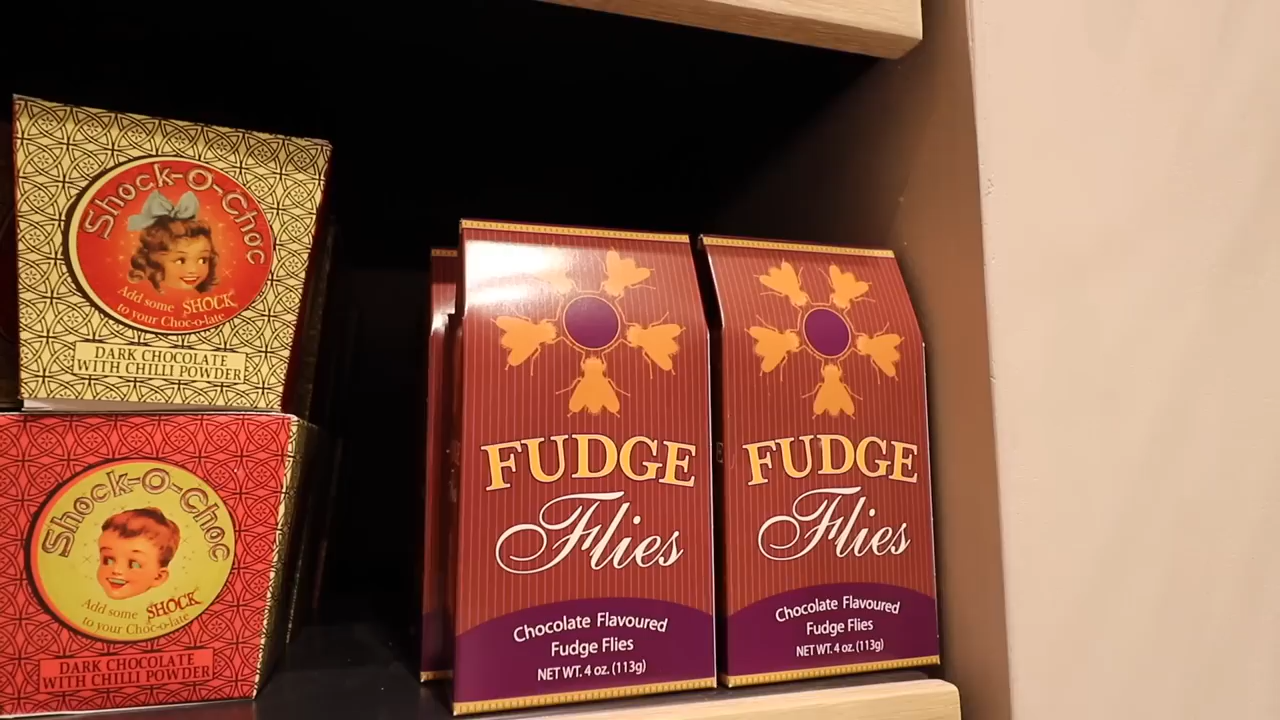 Shock-O-Choc
Add some SHOCK
to your Choc-o-late
DARK CHOCOLATE
WITH CHILLI POWDER
Shock-O-Choc
Add some SHOCK
to your Choc-o-late
DARK CHOCOLATE
WITH CHILLI POWDER
FUDGE
Flies
Chocolate Flavoured
Fudge Flies
NET WT. 4 oz. (113g)
FUDGE
Flies
Chocolate Flavoured
Fudge Flies
NET WT. 4 oz. (113g)